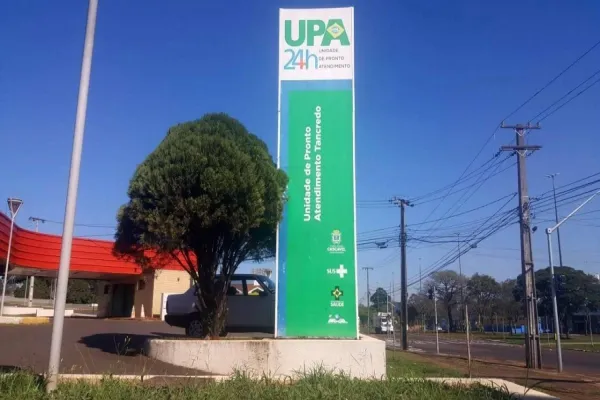 UPA
24h
UNIDADE
DE PRONTO
ATENDIMENTO
Unidade de Pronto
Atendimento Tancredo
SUS